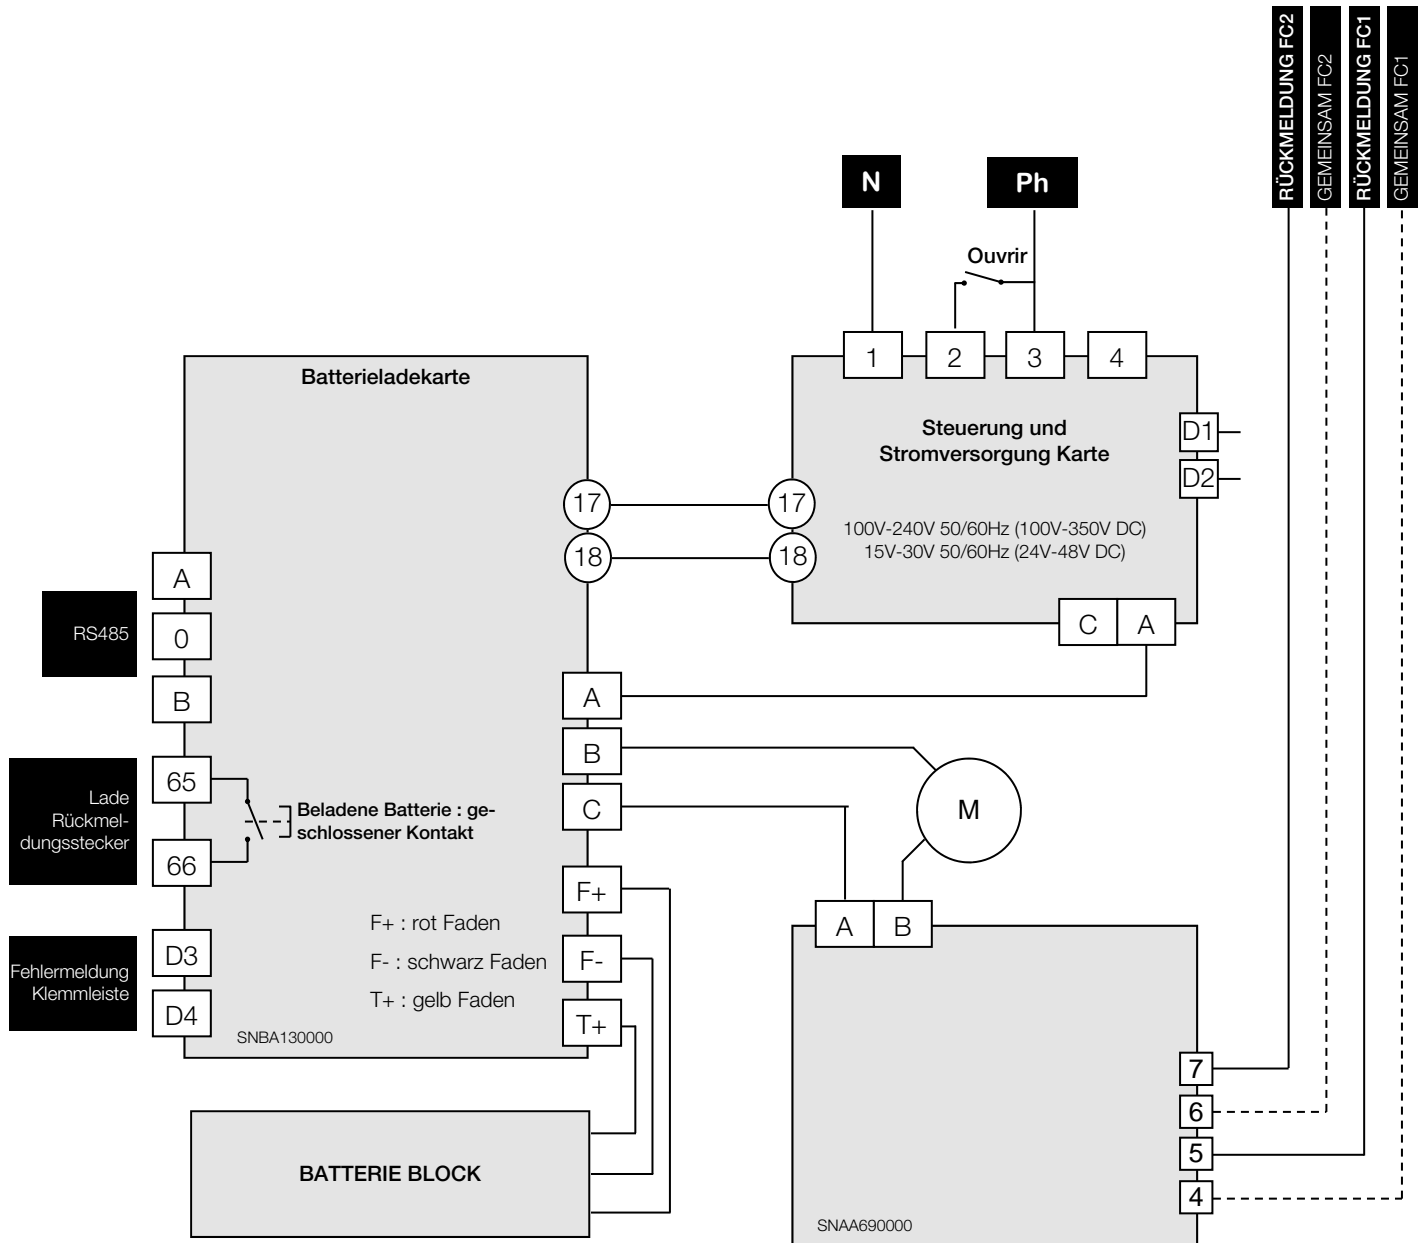 RÜCKMELDUNG FC2
GEMEINSAM FC2
RÜCKMELDUNG FC1
GEMEINSAM FC1
N
Ph
Ouvrir
1
2
3
4
Batterieladekarte
Steuerung und
Stromversorgung Karte
D1
D2
17
17
100V-240V 50/60Hz (100V-350V DC)
15V-30V 50/60Hz (24V-48V DC)
18
18
A
RS485
0
B
C
A
A
B
C
65
Lade
Rückmel-
dungsstecker
66
Beladene Batterie : ge-
schlossener Kontakt
M
F+
F-
T+
F+ : rot Faden
F- : schwarz Faden
T+ : gelb Faden
A
B
D3
Fehlermeldung
Klemmleiste
D4
SNBA130000
7
6
5
4
BATTERIE BLOCK
SNAA690000